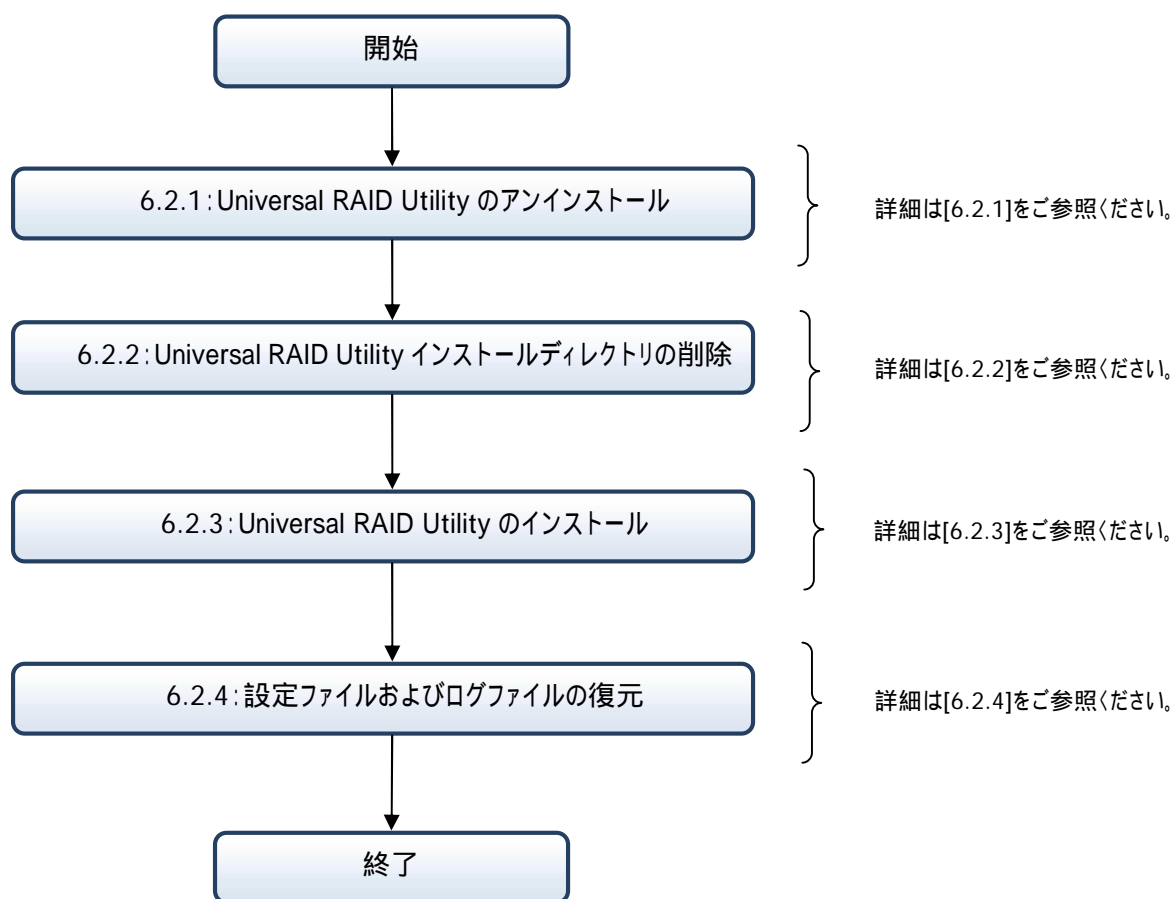 開始
6.2.1:Universal RAID Utility のアンインストール
詳細は[6.2.1]をご参照ください。
6.2.2:Universal RAID Utility インストールディレクトリの削除
詳細は[6.2.2]をご参照ください。
6.2.3:Universal RAID Utility のインストール
詳細は[6.2.3]をご参照ください。
6.2.4:設定ファイルおよびログファイルの復元
詳細は[6.2.4]をご参照ください。
終了